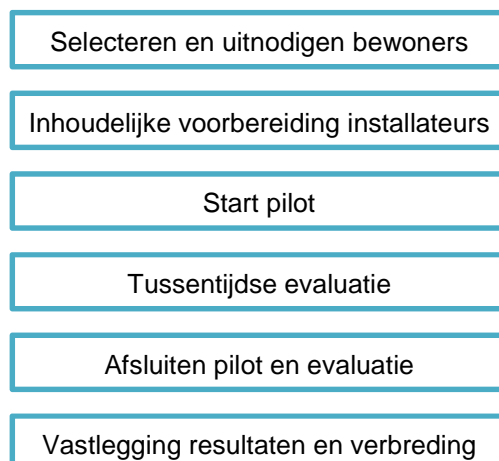 Selecteren en uitnodigen bewoners
Inhoudelijke voorbereiding installateurs
Start pilot
Tussentijdse evaluatie
Afsluiten pilot en evaluatie
Vastlegging resultaten en verbreding